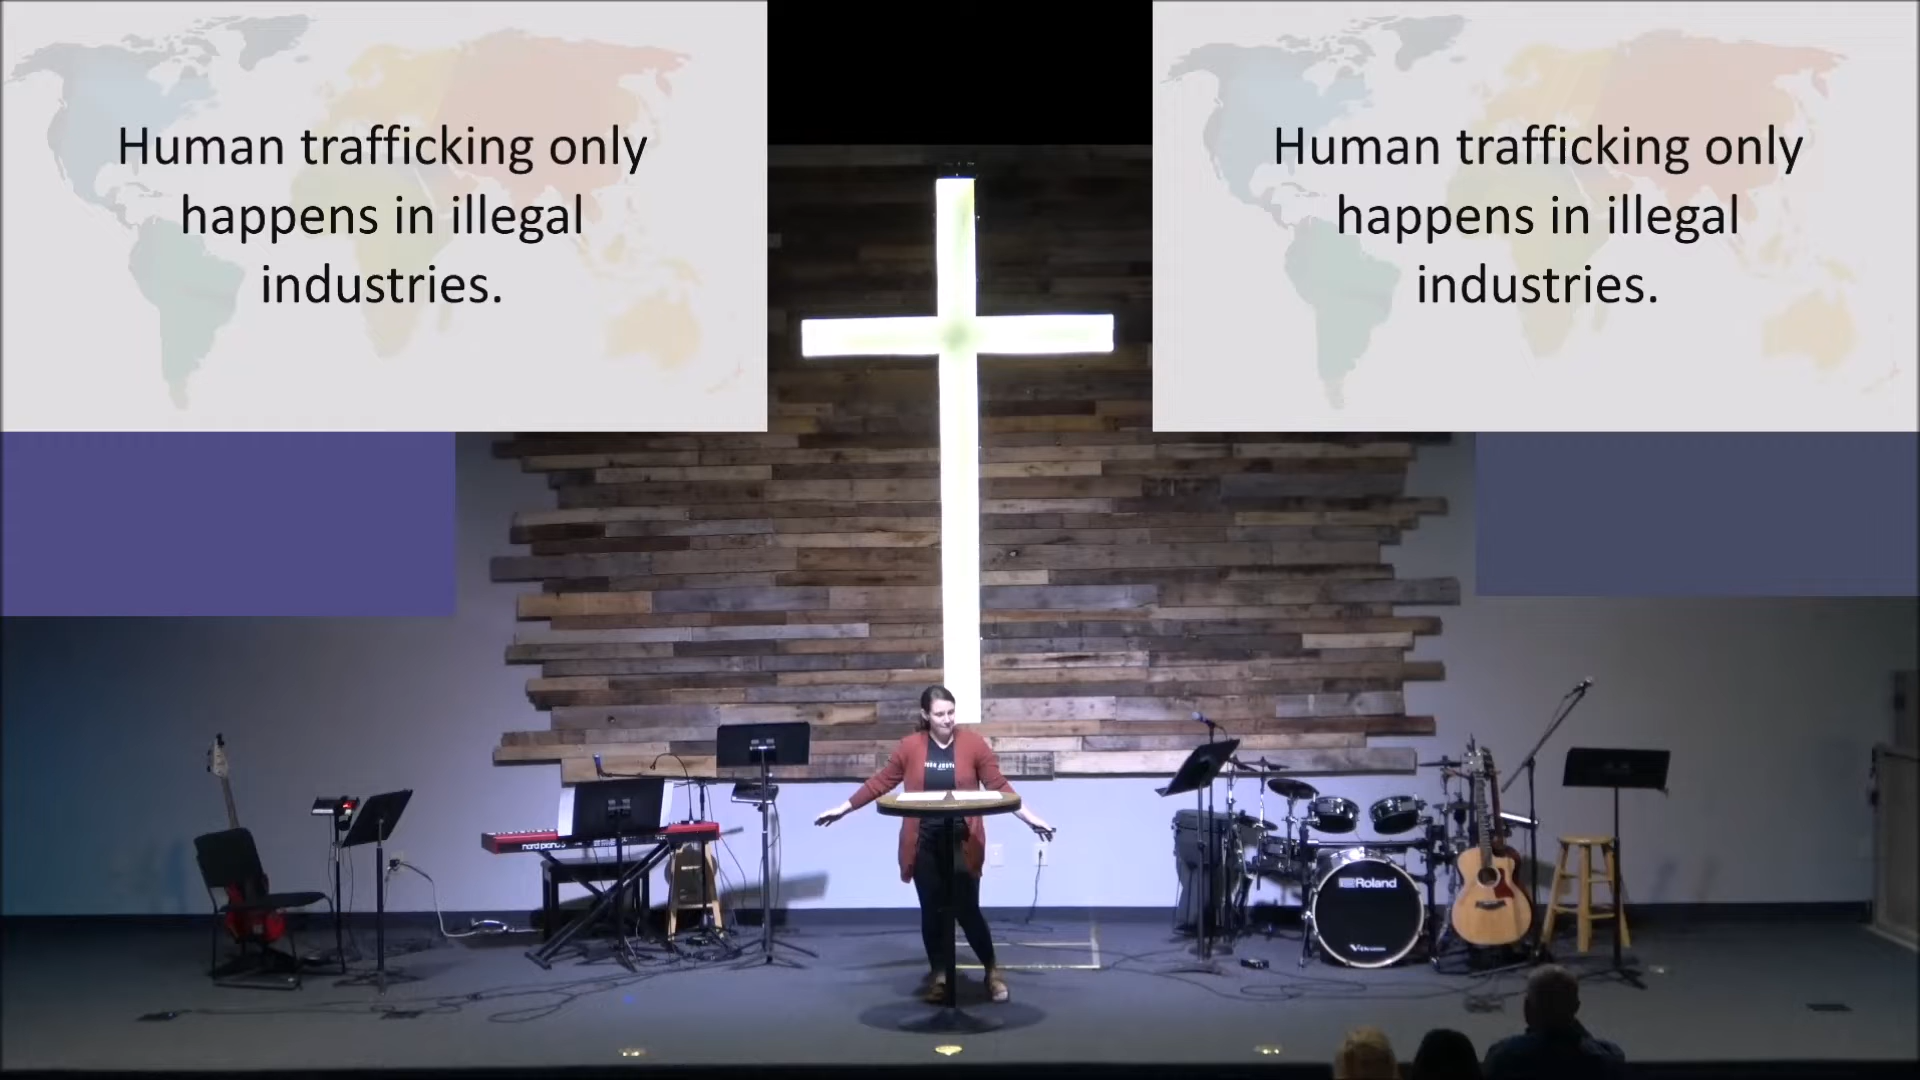 Human trafficking only
happens in illegal
industries.
Human trafficking only
happens in illegal
industries.
nord piano
Roland